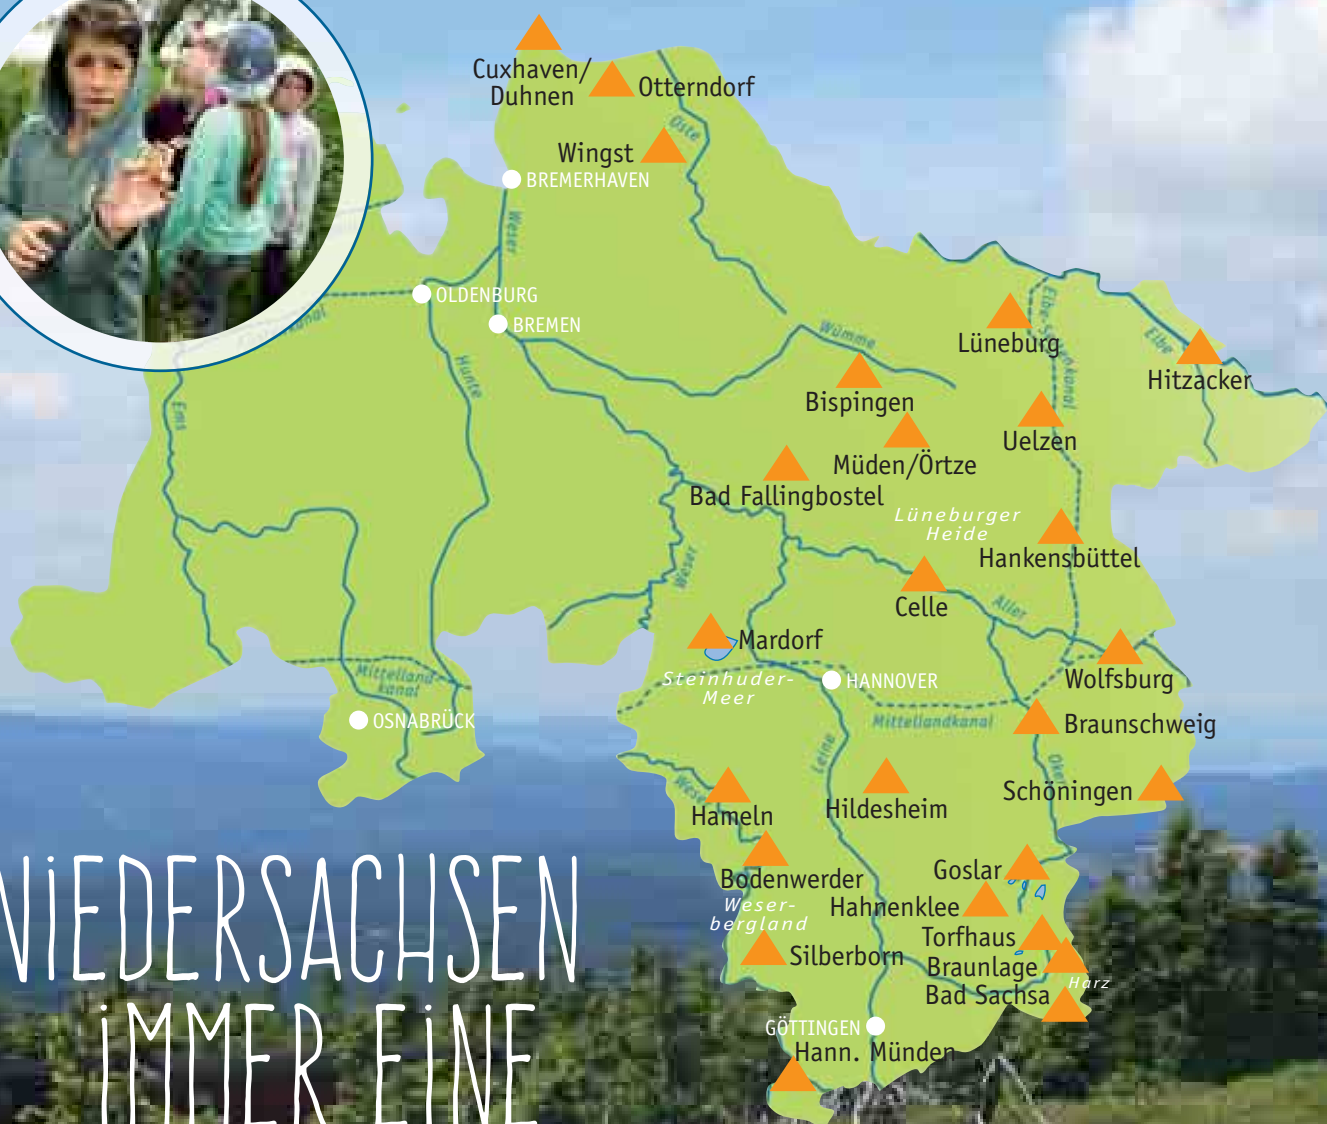 Cuxhaven/
Duhnen
Otterndorf
Oste
Wingst
BREMERHAVEN
Weser
OLDENBURG
BREMEN
Hunte
Ems
Wümme
Lüneburg
Elbe
Hitzacker
Bispingen
Uelzen
Müden/Örtze
Bad Fallingbostel
Lüneburger
Heide
Hankensbüttel
Weser
Celle
Aller
Mardorf
Steinhuder-
Meer
HANNOVER
Wolfsburg
Mittelland-
kanal
OSNABRÜCK
Mittellandkanal
Braunschweig
Leine
Oker
Schöningen
Hildesheim
Weser
Hameln
Bodenwerder
Weser-
bergland
Goslar
Hahnenklee
Torfhaus
Silberborn
Braunlage
Harz
Bad Sachsa
GÖTTINGEN
Hann. Münden
NIEDERSACHSEN
IMMER EINE